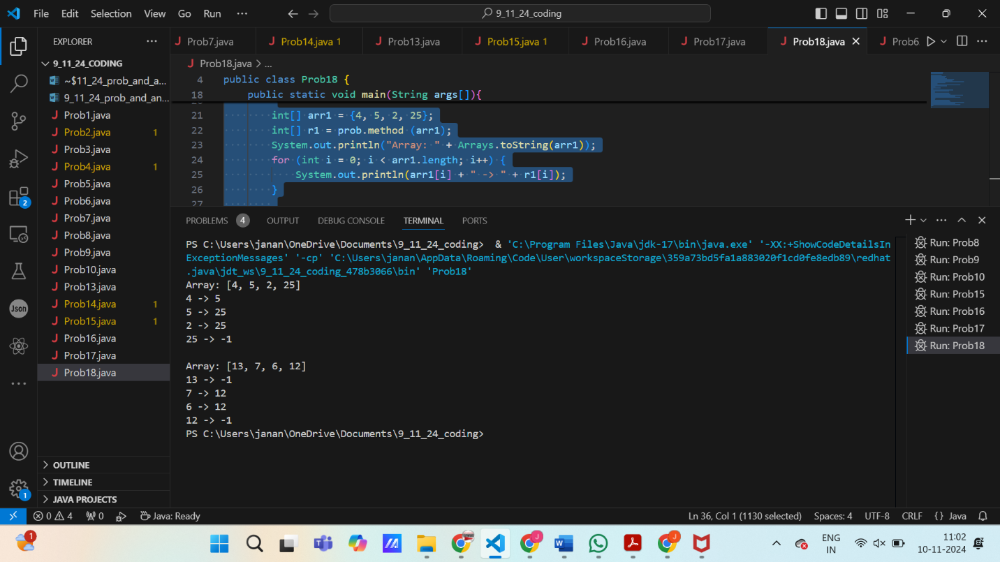 File Edit Selection View Go Run ··· 9_11_24_coding
EXPLORER ···
Prob7.java
Prob14.java 1
Prob13.java
Prob15.java 1
Prob16.java
Prob17.java
Prob18.java
Prob6
9_11_24_CODING
~$11_24_prob_and_a...
9_11_24_prob_and_an...
Prob1.java
Prob2.java 1
Prob3.java
Prob4.java 1
Prob5.java
Prob6.java
Prob7.java
Prob8.java
Prob9.java
Prob10.java
Prob13.java
Prob14.java 1
Prob15.java 1
Prob16.java
Prob17.java
Prob18.java
OUTLINE
TIMELINE
JAVA PROJECTS
2
Json
1
Prob18.java > ...
4 public class Prob18 {
18 public static void main(String args[]){
21 int[] arr1 = {4, 5, 2, 25};
22 int[] r1 = prob.method (arr1);
23 System.out.println("Array: " + Arrays.toString(arr1));
24 for (int i = 0; i < arr1.length; i++) {
25 System.out.println(arr1[i] + " -> " + r1[i]);
26 }
27
PROBLEMS 4 OUTPUT DEBUG CONSOLE TERMINAL PORTS
PS C:\Users\janan\OneDrive\Documents\9_11_24_coding> & 'C:\Program Files\Java\jdk-17\bin\java.exe' '-XX:+ShowCodeDetailsIn
ExceptionMessages' '-cp' 'C:\Users\janan\AppData\Roaming\Code\User\workspaceStorage\359a73bd5fa1a883020f1cd0fe8edb89\redhat
.java\jdt_ws\9_11_24_coding_478b3066\bin' 'Prob18'
Array: [4, 5, 2, 25]
4 -> 5
5 -> 25
2 -> 25
25 -> -1
Array: [13, 7, 6, 12]
13 -> -1
7 -> 12
6 -> 12
12 -> -1
PS C:\Users\janan\OneDrive\Documents\9_11_24_coding>
Run: Prob8
Run: Prob9
Run: Prob10
Run: Prob15
Run: Prob16
Run: Prob17
Run: Prob18
0 4 0 Java: Ready Ln 36, Col 1 (1130 selected) Spaces: 4 UTF-8 CRLF {} Java
1
ENG
IN
11:02
10-11-2024